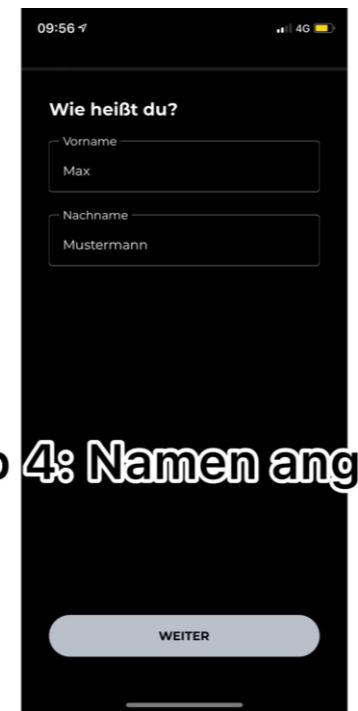 09:56
4G
Wie heißt du?
Vorname
Max
Nachname
Mustermann
4: Namen ang
WEITER